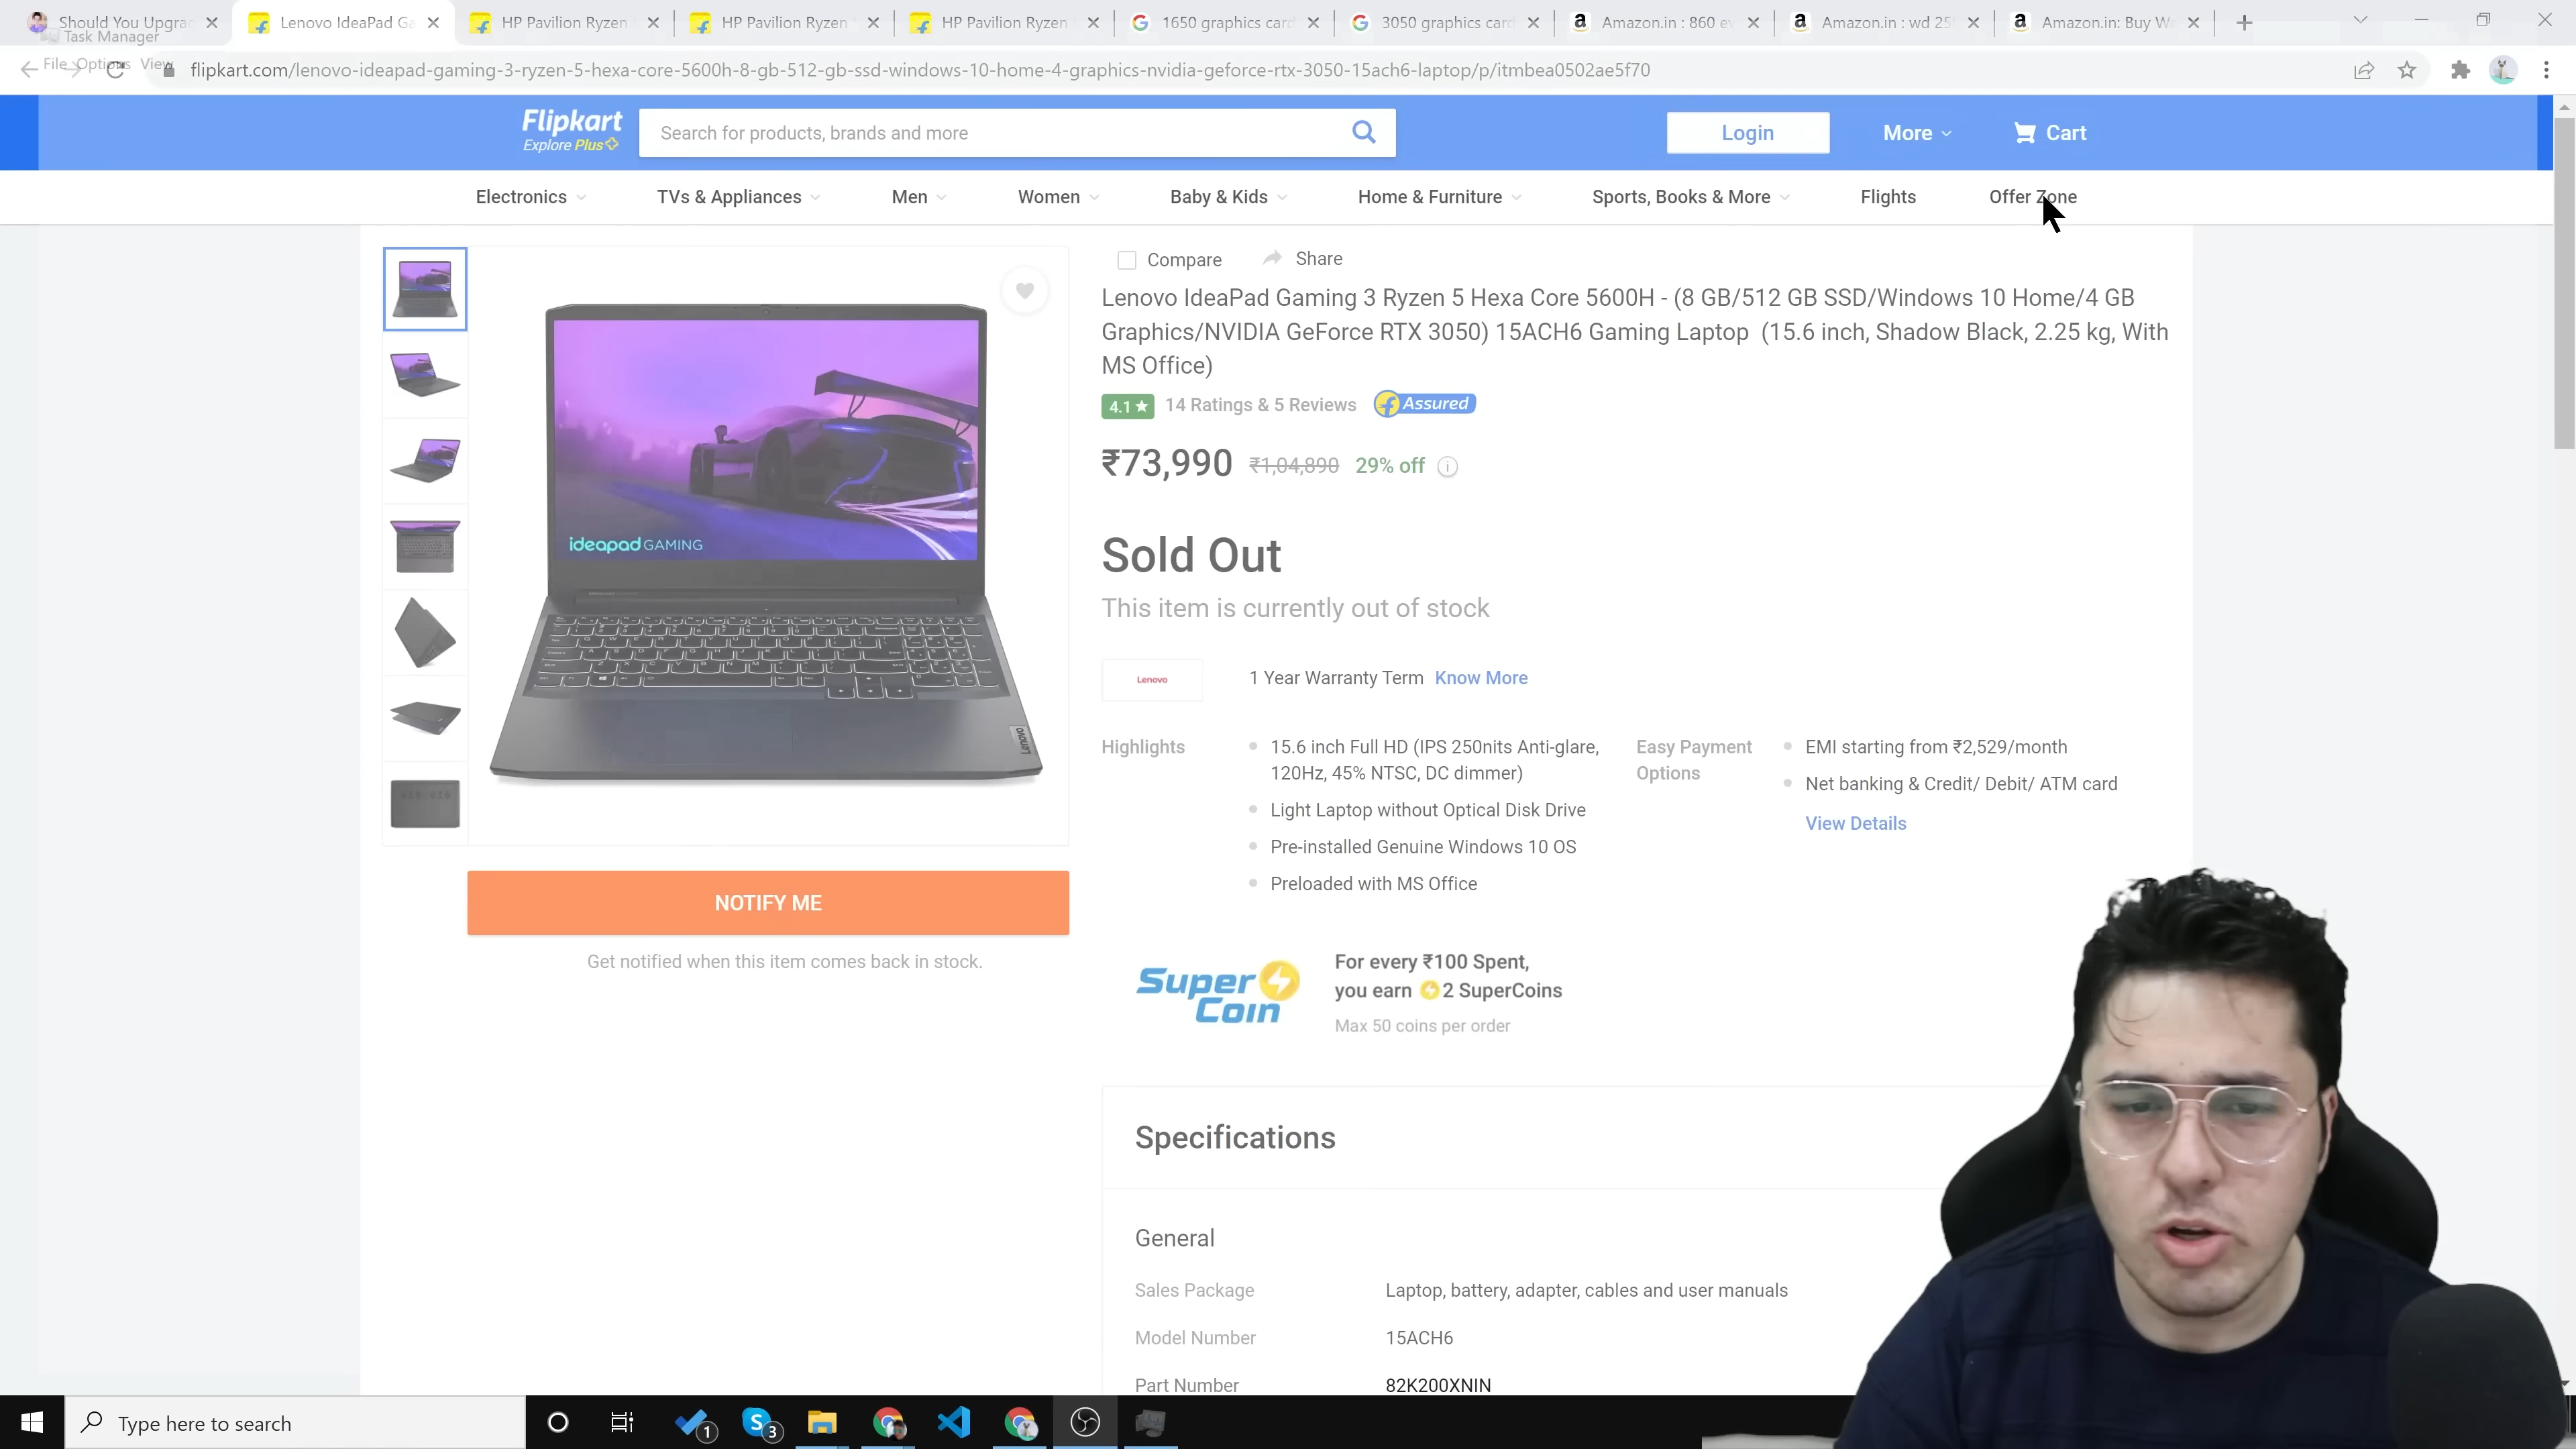 Should You Upgra
Lenovo IdeaPad Ga
HP Pavilion Ryzen
HP Pavilion Ryzen
HP Pavilion Ryzen
1650 graphics card
3050 graphics card
Amazon.in : 860 ev
Amazon.in : wd 25
Amazon.in: Buy W
Task Manager
File Options View
flipkart.com/lenovo-ideapad-gaming-3-ryzen-5-hexa-core-5600h-8-gb-512-gb-ssd-windows-10-home-4-graphics-nvidia-geforce-rtx-3050-15ach6-laptop/p/itmbea0502ae5f70
Flipkart
Explore Plus
Search for products, brands and more
Login
More
Cart
Electronics
TVs & Appliances
Men
Women
Baby & Kids
Home & Furniture
Sports, Books & More
Flights
Offer Zone
Compare
Share
Lenovo IdeaPad Gaming 3 Ryzen 5 Hexa Core 5600H - (8 GB/512 GB SSD/Windows 10 Home/4 GB
Graphics/NVIDIA GeForce RTX 3050) 15ACH6 Gaming Laptop (15.6 inch, Shadow Black, 2.25 kg, With
MS Office)
4.1 ★ 14 Ratings & 5 Reviews
Assured
₹73,990 ₹1,04,890 29% off
ideapad GAMING
Lenovo
Sold Out
This item is currently out of stock
Lenovo
1 Year Warranty Term Know More
Highlights
15.6 inch Full HD (IPS 250nits Anti-glare,
120Hz, 45% NTSC, DC dimmer)
Light Laptop without Optical Disk Drive
Pre-installed Genuine Windows 10 OS
Preloaded with MS Office
Easy Payment
Options
EMI starting from ₹2,529/month
Net banking & Credit/ Debit/ ATM card
View Details
NOTIFY ME
Get notified when this item comes back in stock.
Super
Coin
For every ₹100 Spent,
you earn 2 SuperCoins
Max 50 coins per order
Specifications
General
Sales Package Laptop, battery, adapter, cables and user manuals
Model Number 15ACH6
Part Number 82K200XNIN
Type here to search
1
3